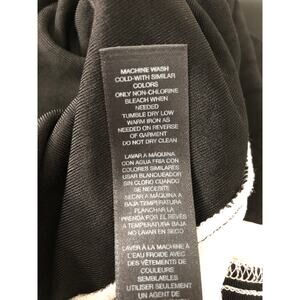 MACHINE WASH
COLD-WITH SIMILAR
COLORS
ONLY NON-CHLORINE
BLEACH WHEN
NEEDED
TUMBLE DRY LOW
WARM IRON AS
NEEDED ON REVERSE
OF GARMENT
DO NOT DRY CLEAN
LAVAR A MÁQUINA
CON AGUA FRIA CON
COLORES SIMILARES
USAR BLANQUEADOR
SIN CLORO CUANDO
SE NECESITE
SECAR A MÁQUINA A
BAJA TEMPERATURA
PLANCHAR LA
PRENDA POR EL REVÉS
A TEMPERATURA BAJA
NO LAVAR EN SECO
LAVER À LA MACHINE À
L'EAU FROIDE AVEC
DES VÊTEMENTS DE
COULEURS
SEMBLABLES
UTILISER SEULEMENT
UN AGENT DE